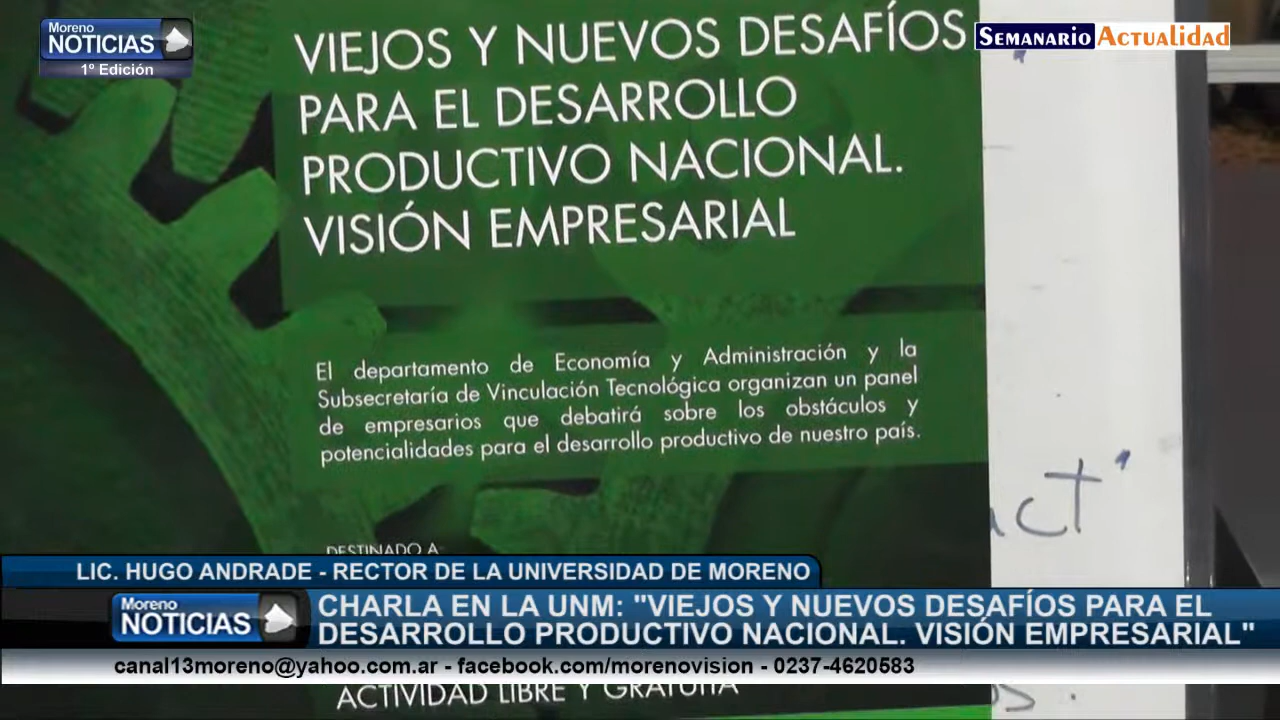 Moreno
NOTICIAS
1º Edición
SEMANARIO ACTUALIDAD
VIEJOS Y NUEVOS DESAFÍOS
PARA EL DESARROLLO
PRODUCTIVO NACIONAL.
VISIÓN EMPRESARIAL
El departamento de Economía y Administración y la
Subsecretaría de Vinculación Tecnológica organizan un panel
de empresarios que debatirá sobre los obstáculos y
potencialidades para el desarrollo productivo de nuestro país.
DESTINADO A:
LIC. HUGO ANDRADE - RECTOR DE LA UNIVERSIDAD DE MORENO
Moreno
NOTICIAS
CHARLA EN LA UNM: "VIEJOS Y NUEVOS DESAFÍOS PARA EL
DESARROLLO PRODUCTIVO NACIONAL. VISIÓN EMPRESARIAL"
canal13moreno@yahoo.com.ar - facebook.com/morenovision - 0237-4620583
ACTIVIDAD LIBRE Y GRATUITA